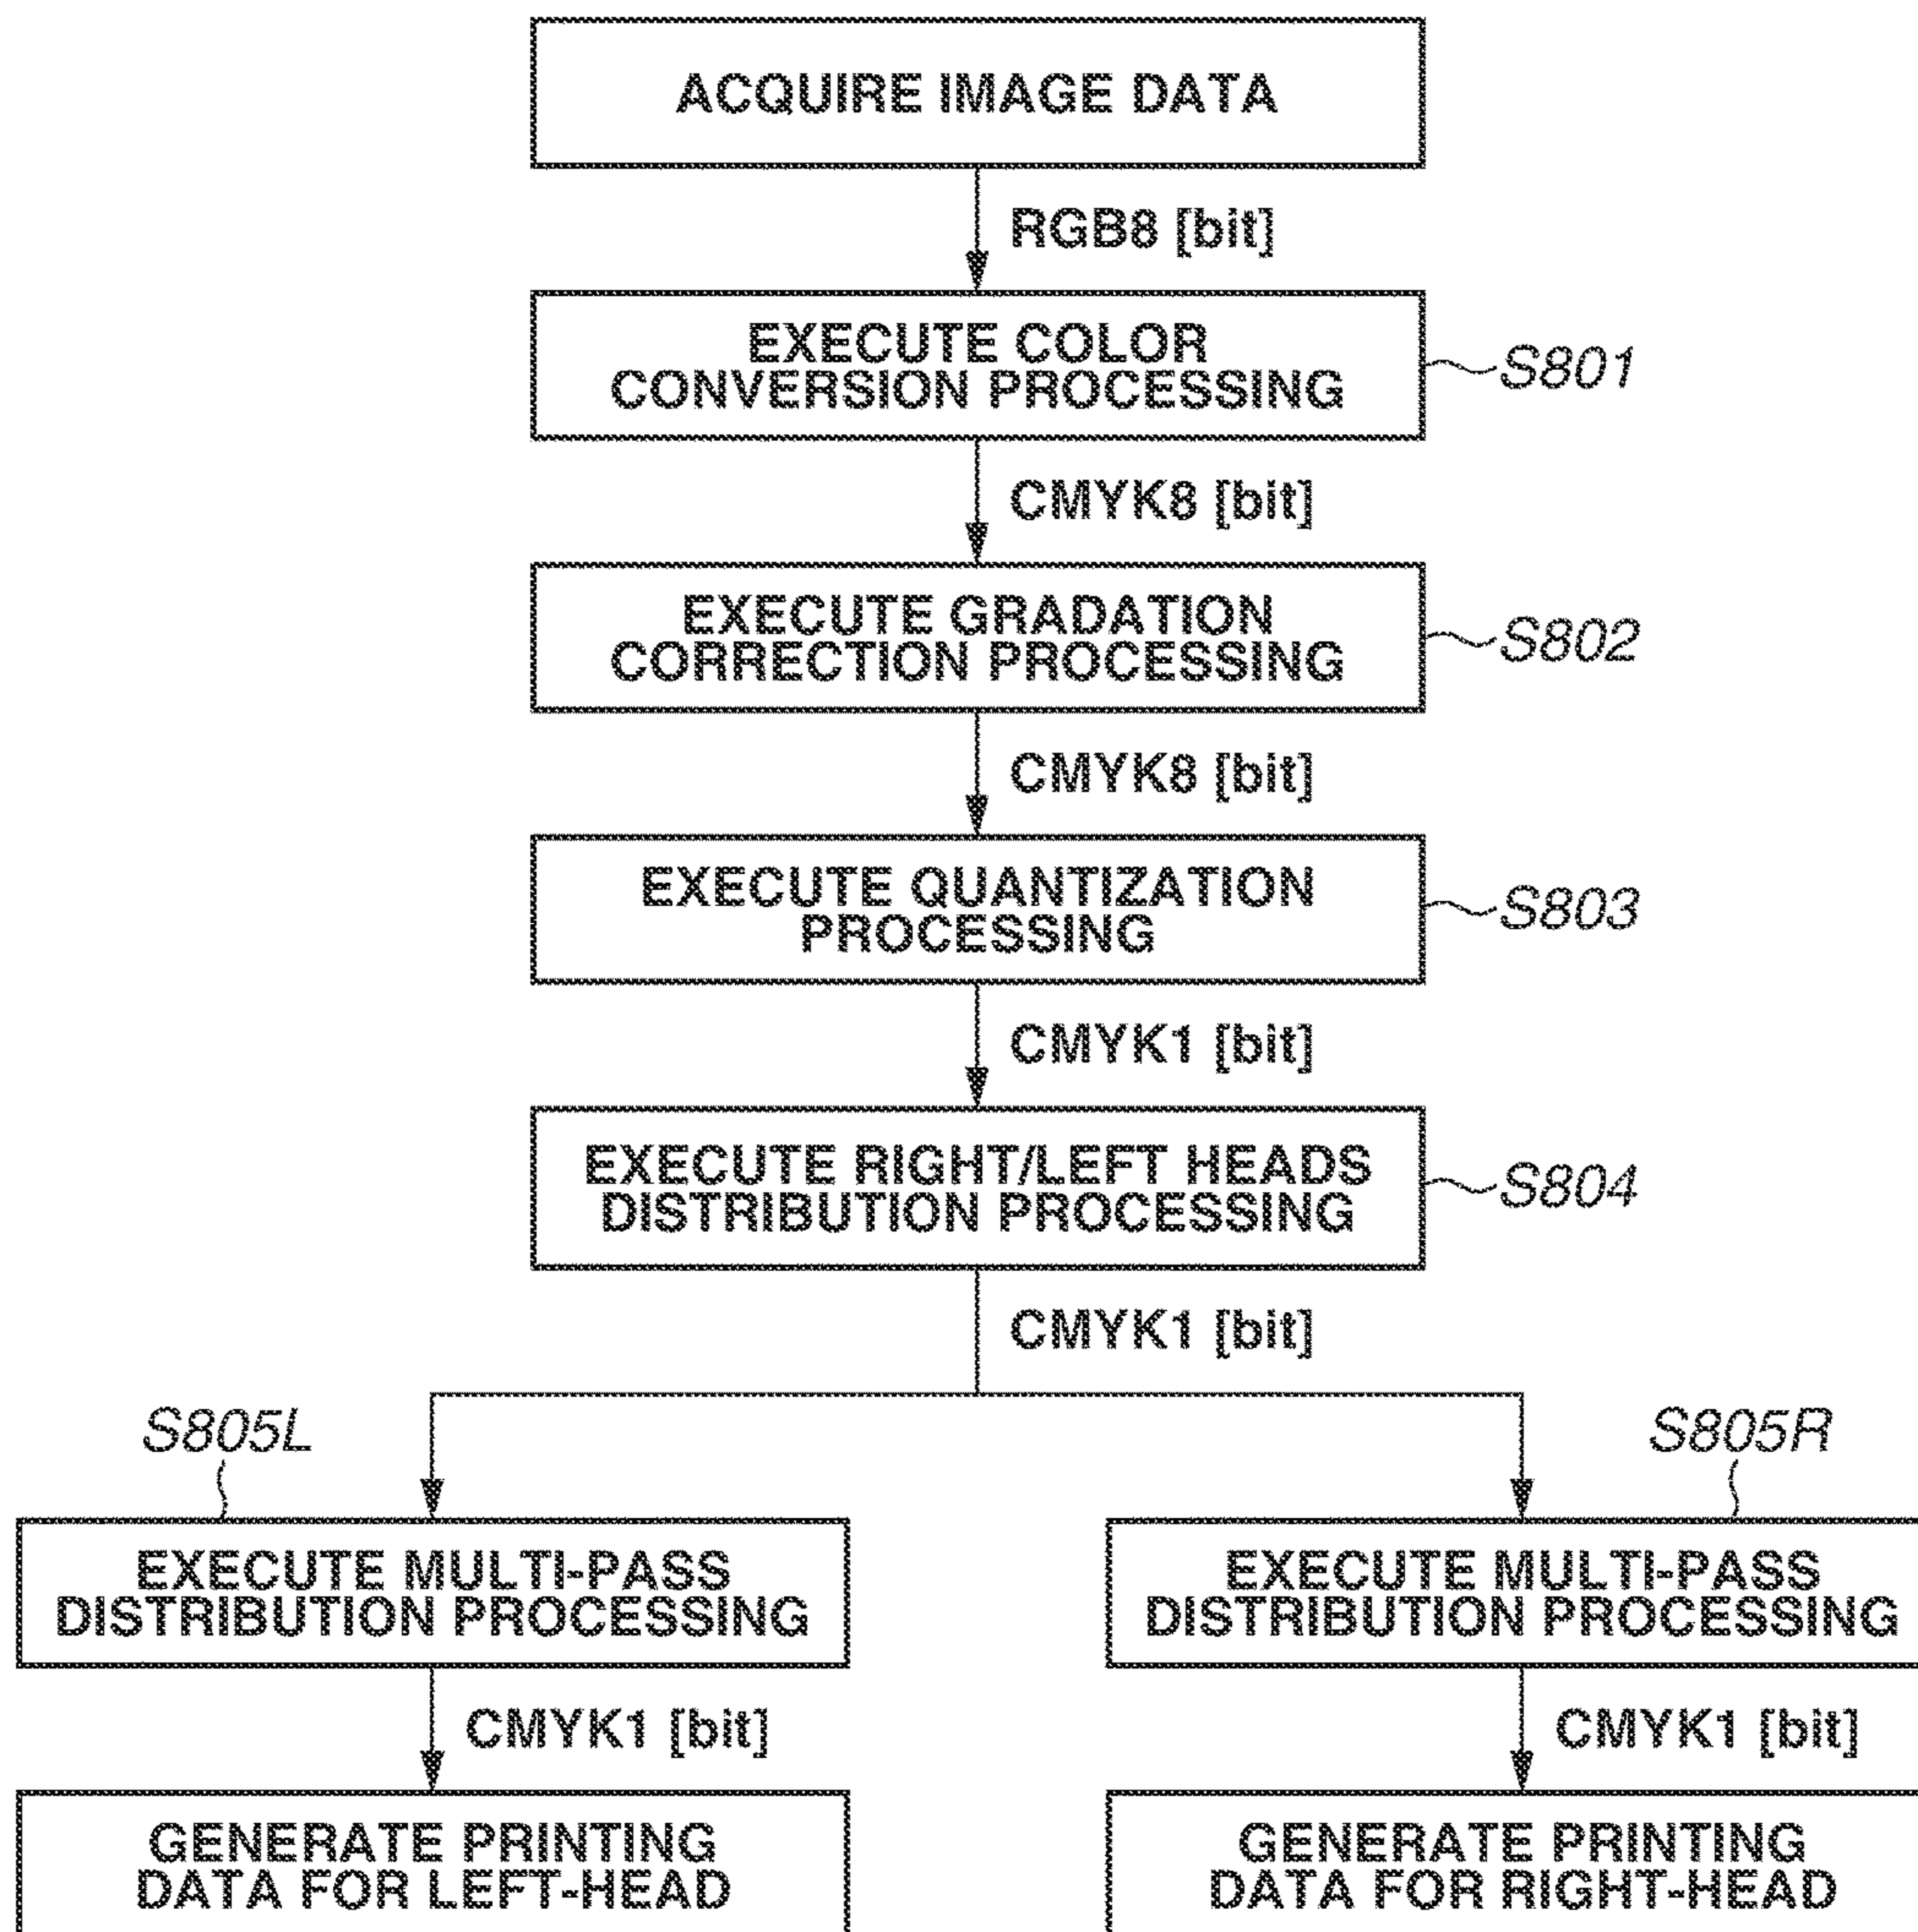 ACQUIRE IMAGE DATA
RGB8 [bit]
EXECUTE COLOR
CONVERSION PROCESSING
S801
CMYK8 [bit]
EXECUTE GRADATION
CORRECTION PROCESSING
S802
CMYK8 [bit]
EXECUTE QUANTIZATION
PROCESSING
S803
CMYK1 [bit]
EXECUTE RIGHT/LEFT HEADS
DISTRIBUTION PROCESSING
S804
CMYK1 [bit]
S805L
S805R
EXECUTE MULTI-PASS
DISTRIBUTION PROCESSING
EXECUTE MULTI-PASS
DISTRIBUTION PROCESSING
CMYK1 [bit]
CMYK1 [bit]
GENERATE PRINTING
DATA FOR LEFT-HEAD
GENERATE PRINTING
DATA FOR RIGHT-HEAD